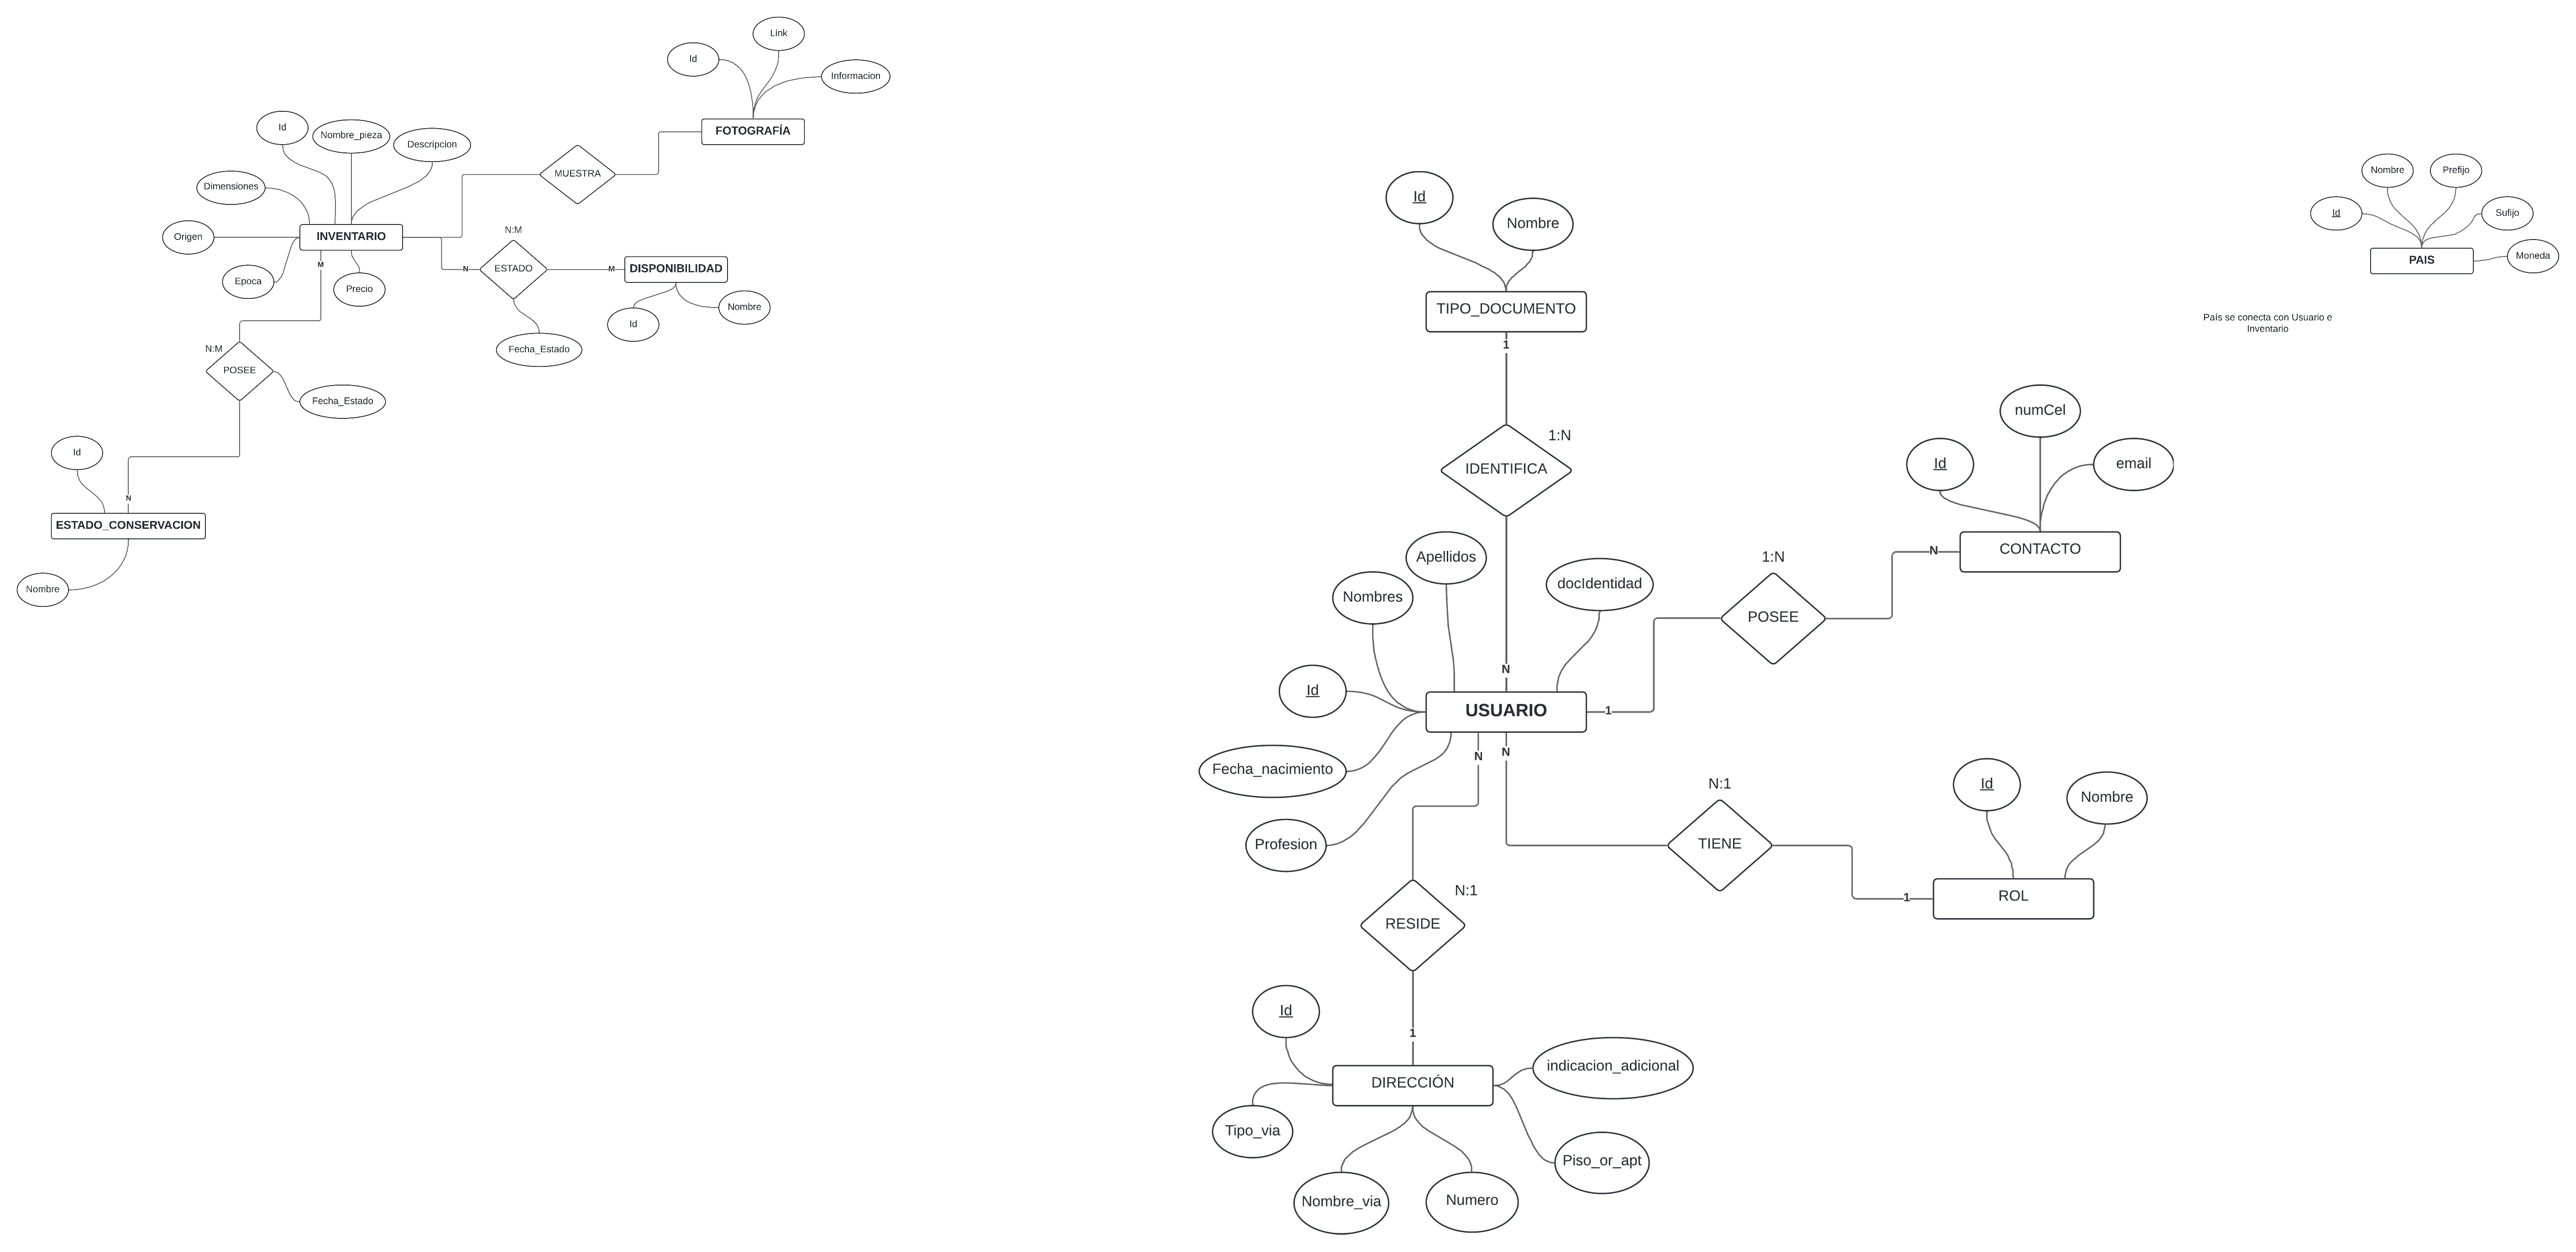 Link
Id
Informacion
FOTOGRAFÍA
Id
Nombre_pieza
Descripcion
MUESTRA
Dimensiones
Origen
INVENTARIO
N:M
M
N
ESTADO
M
DISPONIBILIDAD
Epoca
Precio
Id
Nombre
Fecha_Estado
N:M
POSEE
Fecha_Estado
Id
N
ESTADO_CONSERVACION
Nombre
Id
Nombre
TIPO_DOCUMENTO
1
1:N
IDENTIFICA
Apellidos
docIdentidad
Nombres
N
Id
USUARIO
1
Fecha_nacimiento
N
N
Profesion
1:N
POSEE
N
numCel
Id
email
CONTACTO
N:1
TIENE
1
Id
Nombre
ROL
N:1
RESIDE
1
Id
DIRECCIÓN
indicacion_adicional
Tipo_via
Piso_or_apt
Nombre_via
Numero
Nombre
Prefijo
Id
Sufijo
PAIS
Moneda
País se conecta con Usuario e
Inventario